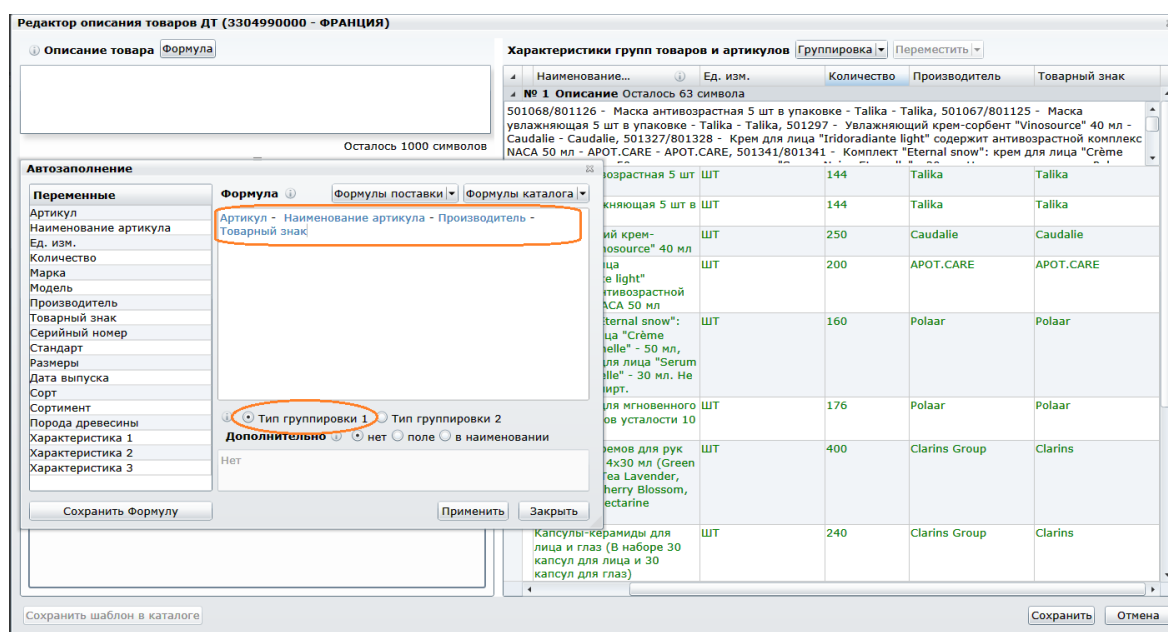 Редактор описания товаров ДТ (3304990000 - ФРАНЦИЯ)
Описание товара Формула
Осталось 1000 символов
Характеристики групп товаров и артикулов Группировка Переместить
Наименование... Ед. изм. Количество Производитель Товарный знак
№ 1 Описание Осталось 63 символа
501068/801126 - Маска антивозрастная 5 шт в упаковке - Talika - Talika, 501067/801125 - Маска
увлажняющая 5 шт в упаковке - Talika - Talika, 501297 - Увлажняющий крем-сорбент "Vinosource" 40 мл -
Caudalie - Caudalie, 501327/801328 - Крем для лица "Iridoradiante light" содержит антивозрастной комплекс
NACA 50 мл - APOT.CARE - APOT.CARE, 501341/801341 - Комплект "Eternal snow": крем для лица "Crème
Автозаполнение
Переменные
Артикул
Наименование артикула
Ед. изм.
Количество
Марка
Модель
Производитель
Товарный знак
Серийный номер
Стандарт
Размеры
Дата выпуска
Сорт
Сортимент
Порода древесины
Характеристика 1
Характеристика 2
Характеристика 3
Формула Формулы поставки Формулы каталога
Артикул - Наименование артикула - Производитель -
Товарный знак
Тип группировки 1 Тип группировки 2
Дополнительно нет поле в наименовании
Нет
Сохранить Формулу Применить Закрыть
возрастная 5 шт ШТ 144 Talika Talika
жняющая 5 шт в ШТ 144 Talika Talika
ий крем- ШТ 250 Caudalie Caudalie
nosource" 40 мл
ца ШТ 200 APOT.CARE APOT.CARE
e light"
нтивозрастной
ACA 50 мл
Eternal snow": ШТ 160 Polaar Polaar
ца "Crème
elle" - 50 мл,
для лица "Serum
elle" - 30 мл. Не
ирт.
для мгновенного ШТ 176 Polaar Polaar
ов усталости 10
ремов для рук ШТ 400 Clarins Group Clarins
4x30 мл (Green
Tea Lavender,
herry Blossom,
ectarine
Капсулы-керамиды для ШТ 240 Clarins Group Clarins
лица и глаз (В наборе 30
капсул для лица и 30
капсул для глаз)
Сохранить шаблон в каталоге Сохранить Отмена